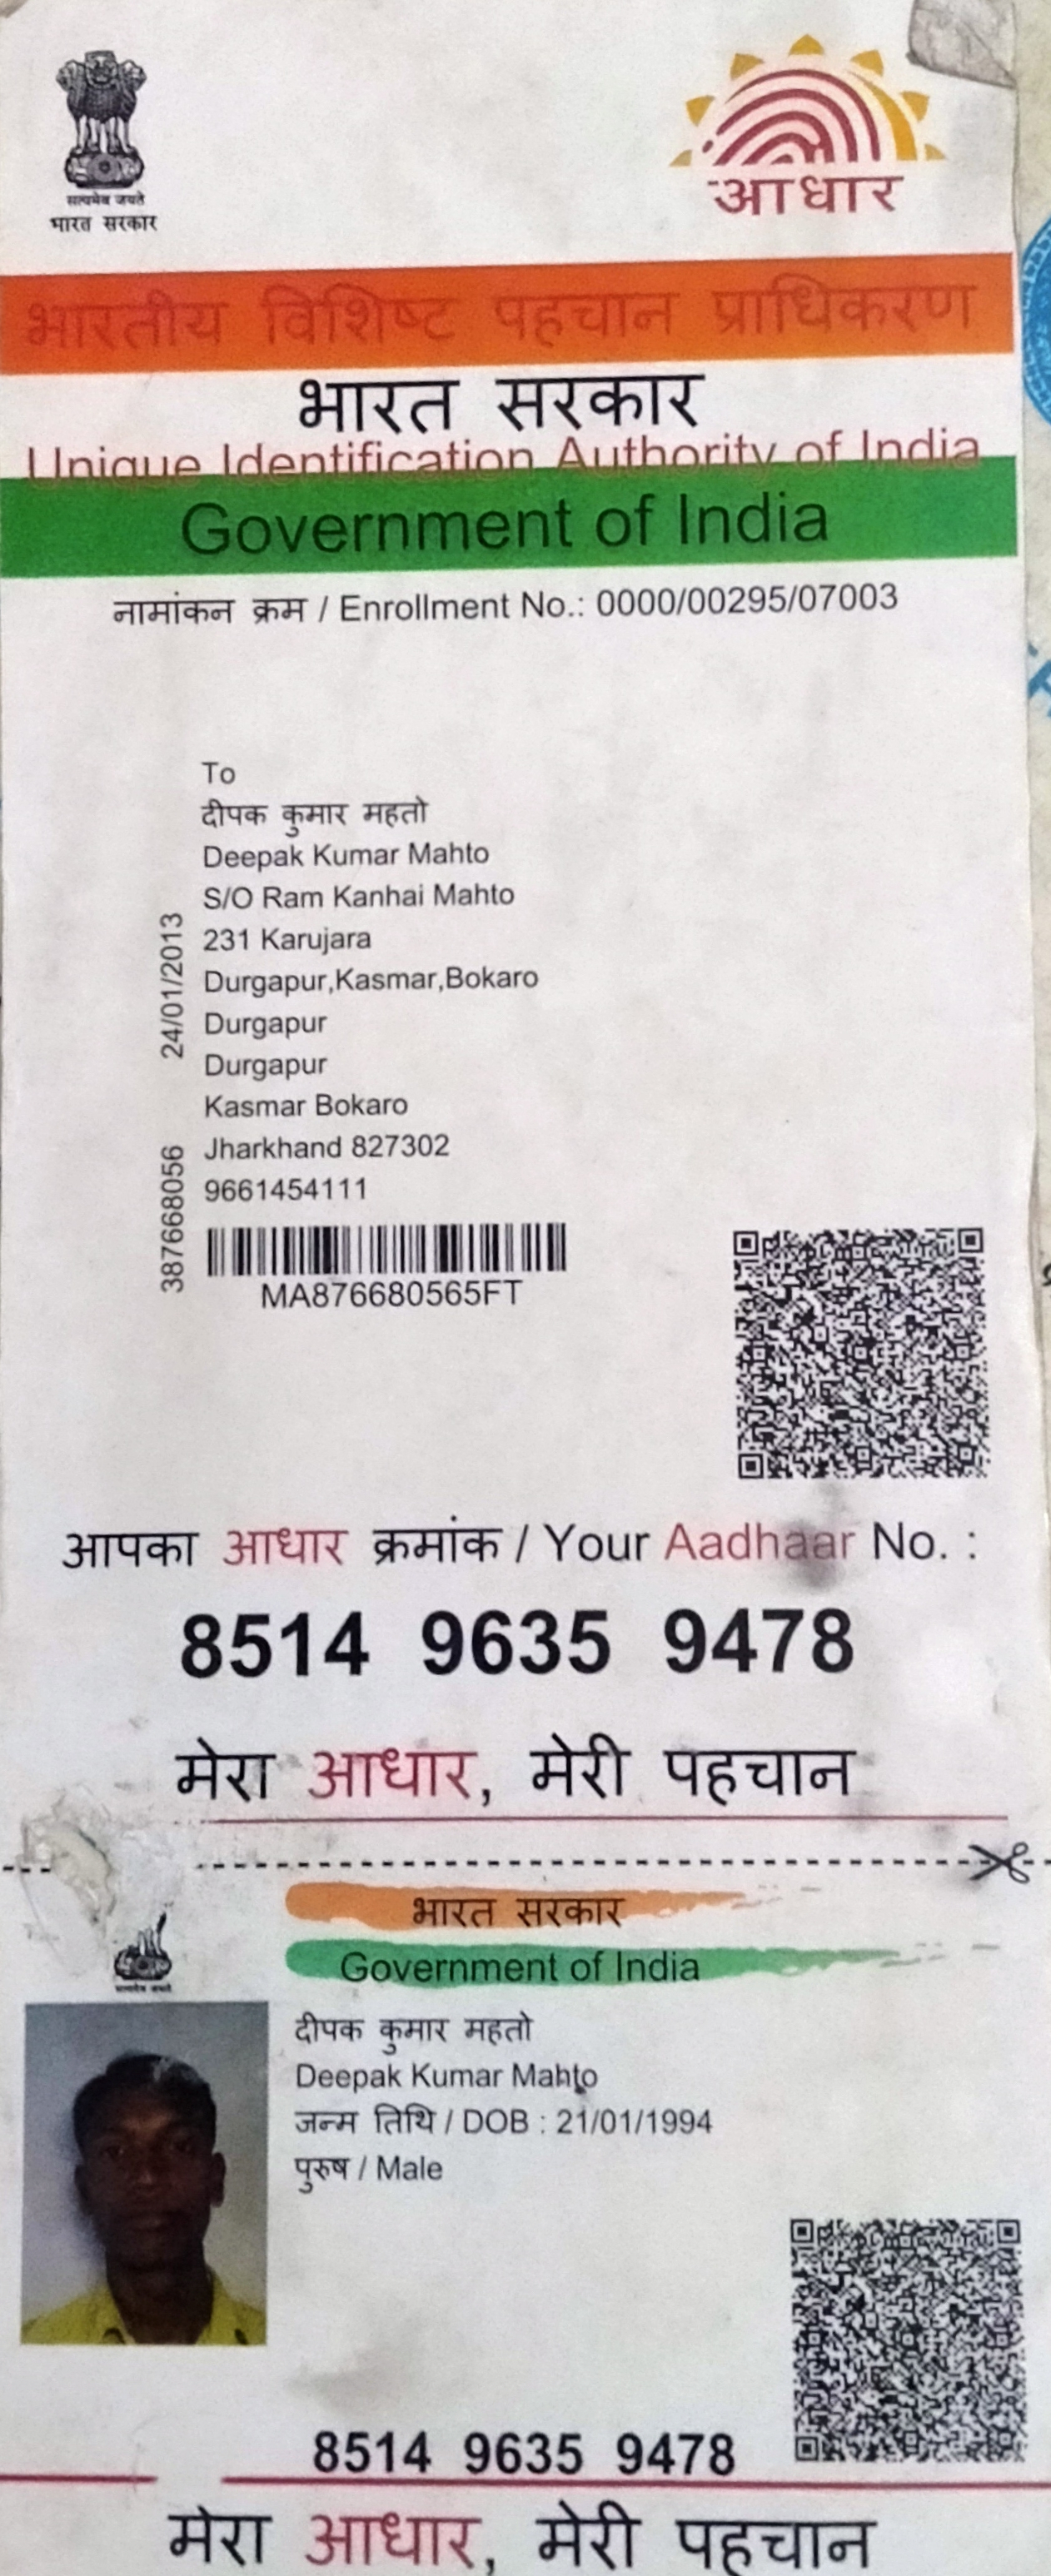 सत्यमेव जयते
भारत सरकार
आधार
भारतीय विशिष्ट पहचान प्राधिकरण
भारत सरकार
Unique Identification Authority of India
Government of India
नामांकन क्रम / Enrollment No.: 0000/00295/07003
To
दीपक कुमार महतो
Deepak Kumar Mahto
S/O Ram Kanhai Mahto
231 Karujara
Durgapur,Kasmar,Bokaro
Durgapur
Durgapur
Kasmar Bokaro
Jharkhand 827302
9661454111
24/01/2013
387668056
MA876680565FT
आपका आधार क्रमांक / Your Aadhaar No. :
8514 9635 9478
मेरा आधार, मेरी पहचान
भारत सरकार
Government of India
दीपक कुमार महतो
Deepak Kumar Mahto
जन्म तिथि / DOB : 21/01/1994
पुरुष / Male
8514 9635 9478
मेरा आधार, मेरी पहचान